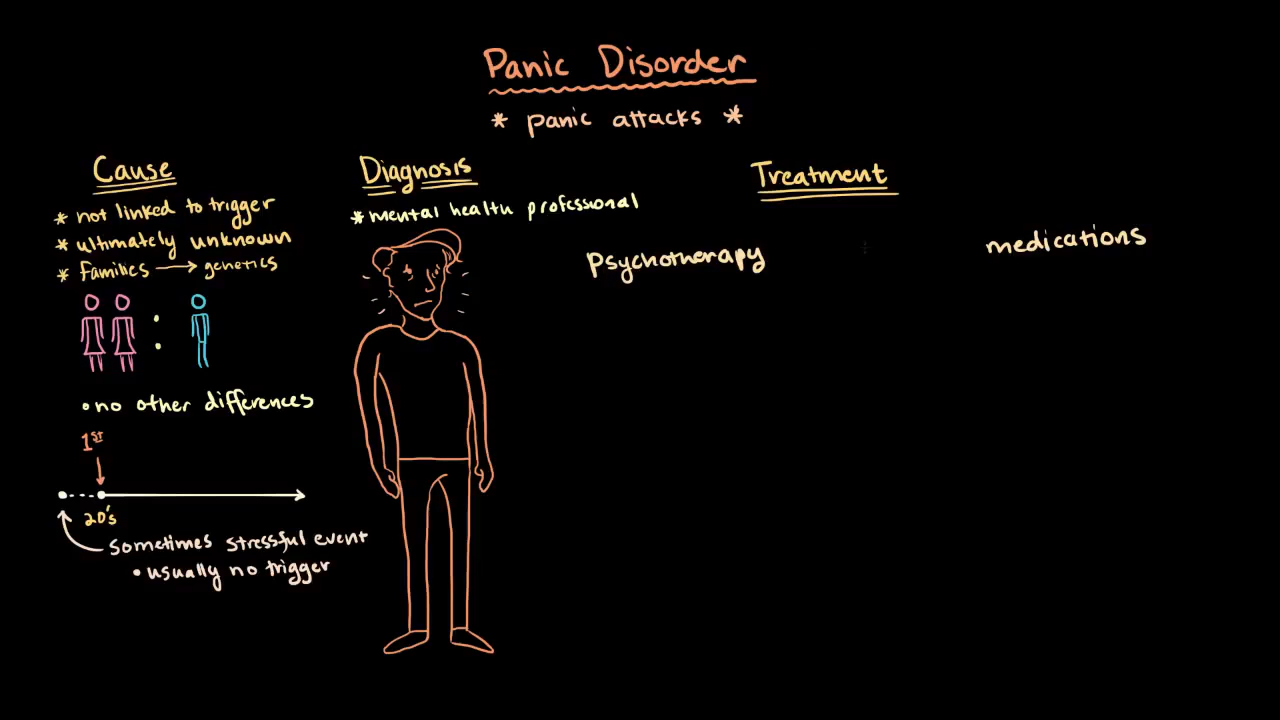 Panic Disorder
* panic attacks *
Cause
* not linked to trigger
* ultimately unknown
* families → genetics
:
• no other differences
1st
20's
Sometimes stressful event
• usually no trigger
Diagnosis
* mental health professional
Treatment
Psychotherapy
medications